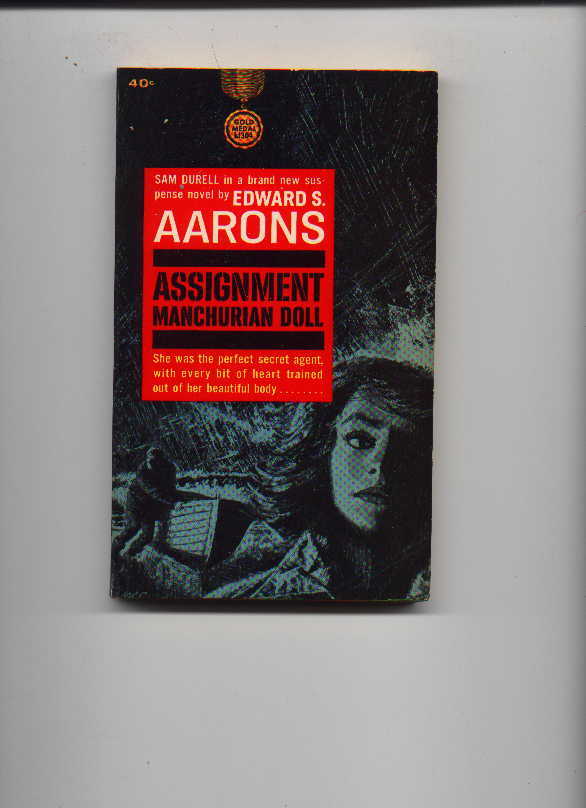 40c
GOLD
MEDAL
SAM DURELL in a brand new sus-
pense novel by EDWARD S.
AARONS
ASSIGNMENT
MANCHURIAN DOLL
She was the perfect secret agent,
with every bit of heart trained
out of her beautiful body ........